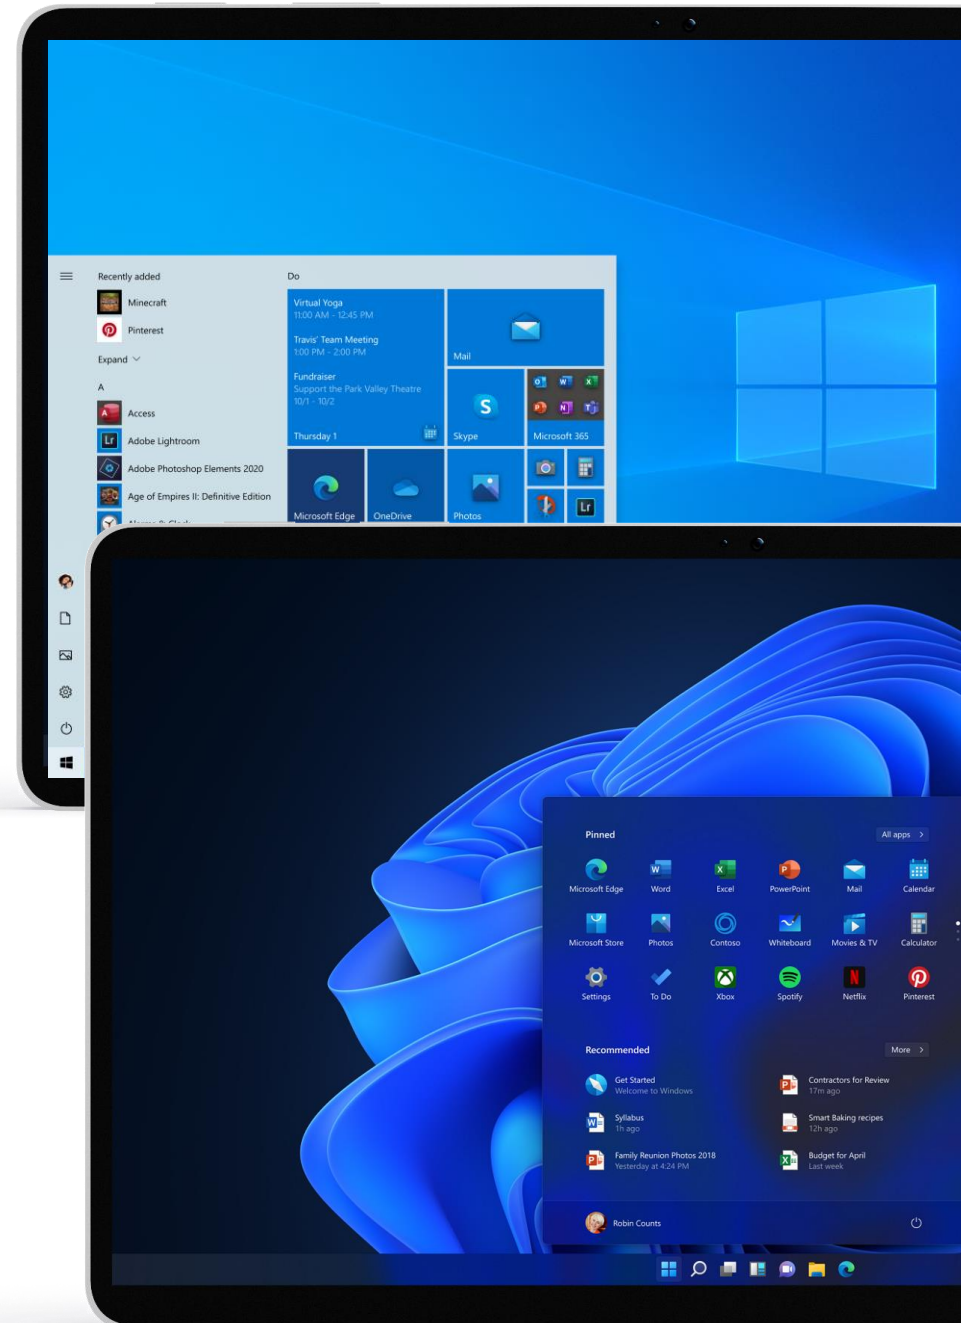 Recently added
Minecraft
Pinterest
Expand
A
Access
Adobe Lightroom
Adobe Photoshop Elements 2020
Age of Empires II: Definitive Edition
Do
Virtual Yoga
11:00 AM - 12:45 PM
Travis' Team Meeting
1:00 PM - 2:00 PM
Fundraiser
Support the Park Valley Theatre
10/1 - 10/2
Thursday 1
Mail
Skype
Microsoft 365
Microsoft Edge
OneDrive
Photos
Lr
Pinned
All apps >
Microsoft Edge
Word
Excel
PowerPoint
Mail
Calendar
Microsoft Store
Photos
Contoso
Whiteboard
Movies & TV
Calculator
Settings
To Do
Xbox
Spotify
Netflix
Pinterest
Recommended
More >
Get Started
Welcome to Windows
Contractors for Review
17m ago
Syllabus
1h ago
Smart Baking recipes
12h ago
Family Reunion Photos 2018
Yesterday at 4:24 PM
Budget for April
Last week
Robin Counts